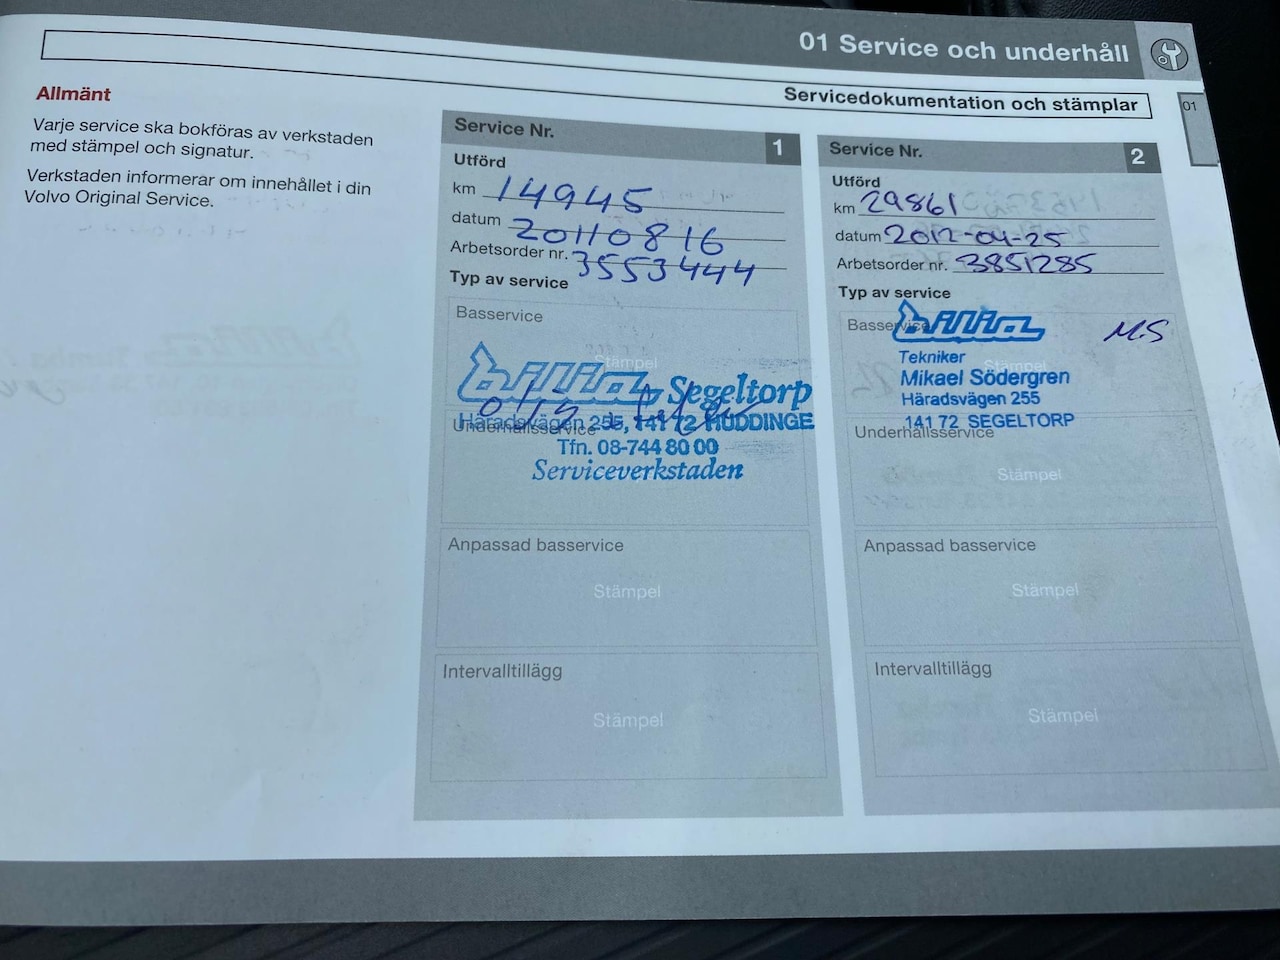 01 Service och underhåll
Servicedokumentation och stämplar
01
Allmänt
Varje service ska bokföras av verkstaden
med stämpel och signatur.
Verkstaden informerar om innehållet i din
Volvo Original Service.
Service Nr. 1
Utförd
km 14945
datum 20110816
Arbetsorder nr. 3553444
Typ av service
Basservice
Stämpel
bilia Segeltorp
Häradsvägen 255, 141 72 HUDDINGE
Underhållsservice
Tfn. 08-744 80 00
Serviceverkstaden
Anpassad basservice
Stämpel
Intervalltillägg
Stämpel
Service Nr. 2
Utförd
km 29861
datum 2012-04-25
Arbetsorder nr. 3851285
Typ av service
Basservice
bilia
M.S
Stämpel
Tekniker
Mikael Södergren
Häradsvägen 255
141 72 SEGELTORP
Underhållsservice
Stämpel
Anpassad basservice
Stämpel
Intervalltillägg
Stämpel